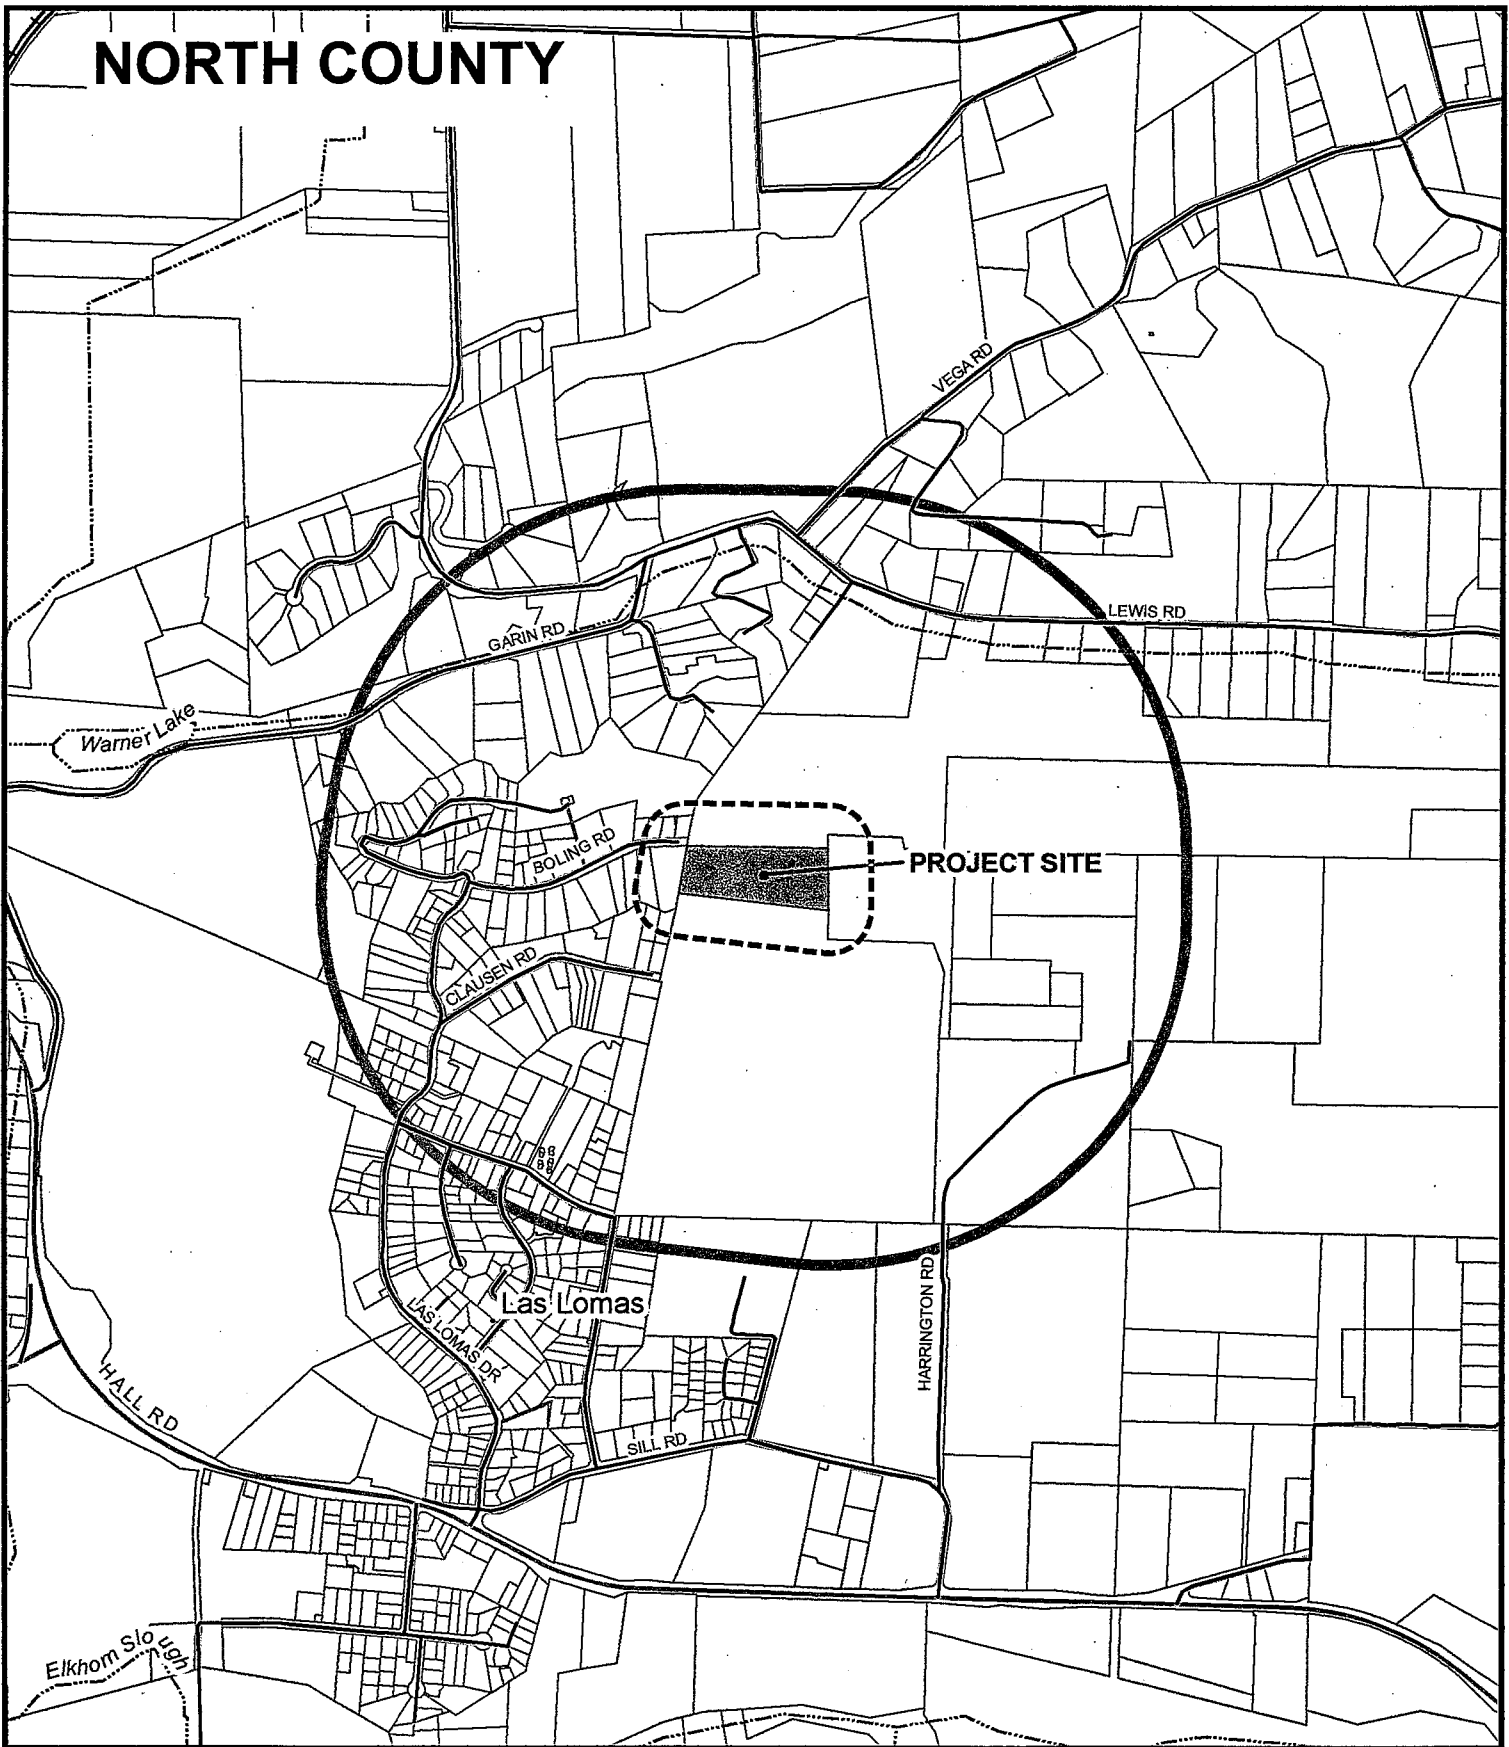 NORTH COUNTY
VEGA RD
LEWIS RD
GARIN RD
Warner Lake
BOLING RD
PROJECT SITE
CLAUSEN RD
HARRINGTON RD
Las Lomas
LAS LOMAS DR
HALL RD
SILL RD
Elkhorn Slough